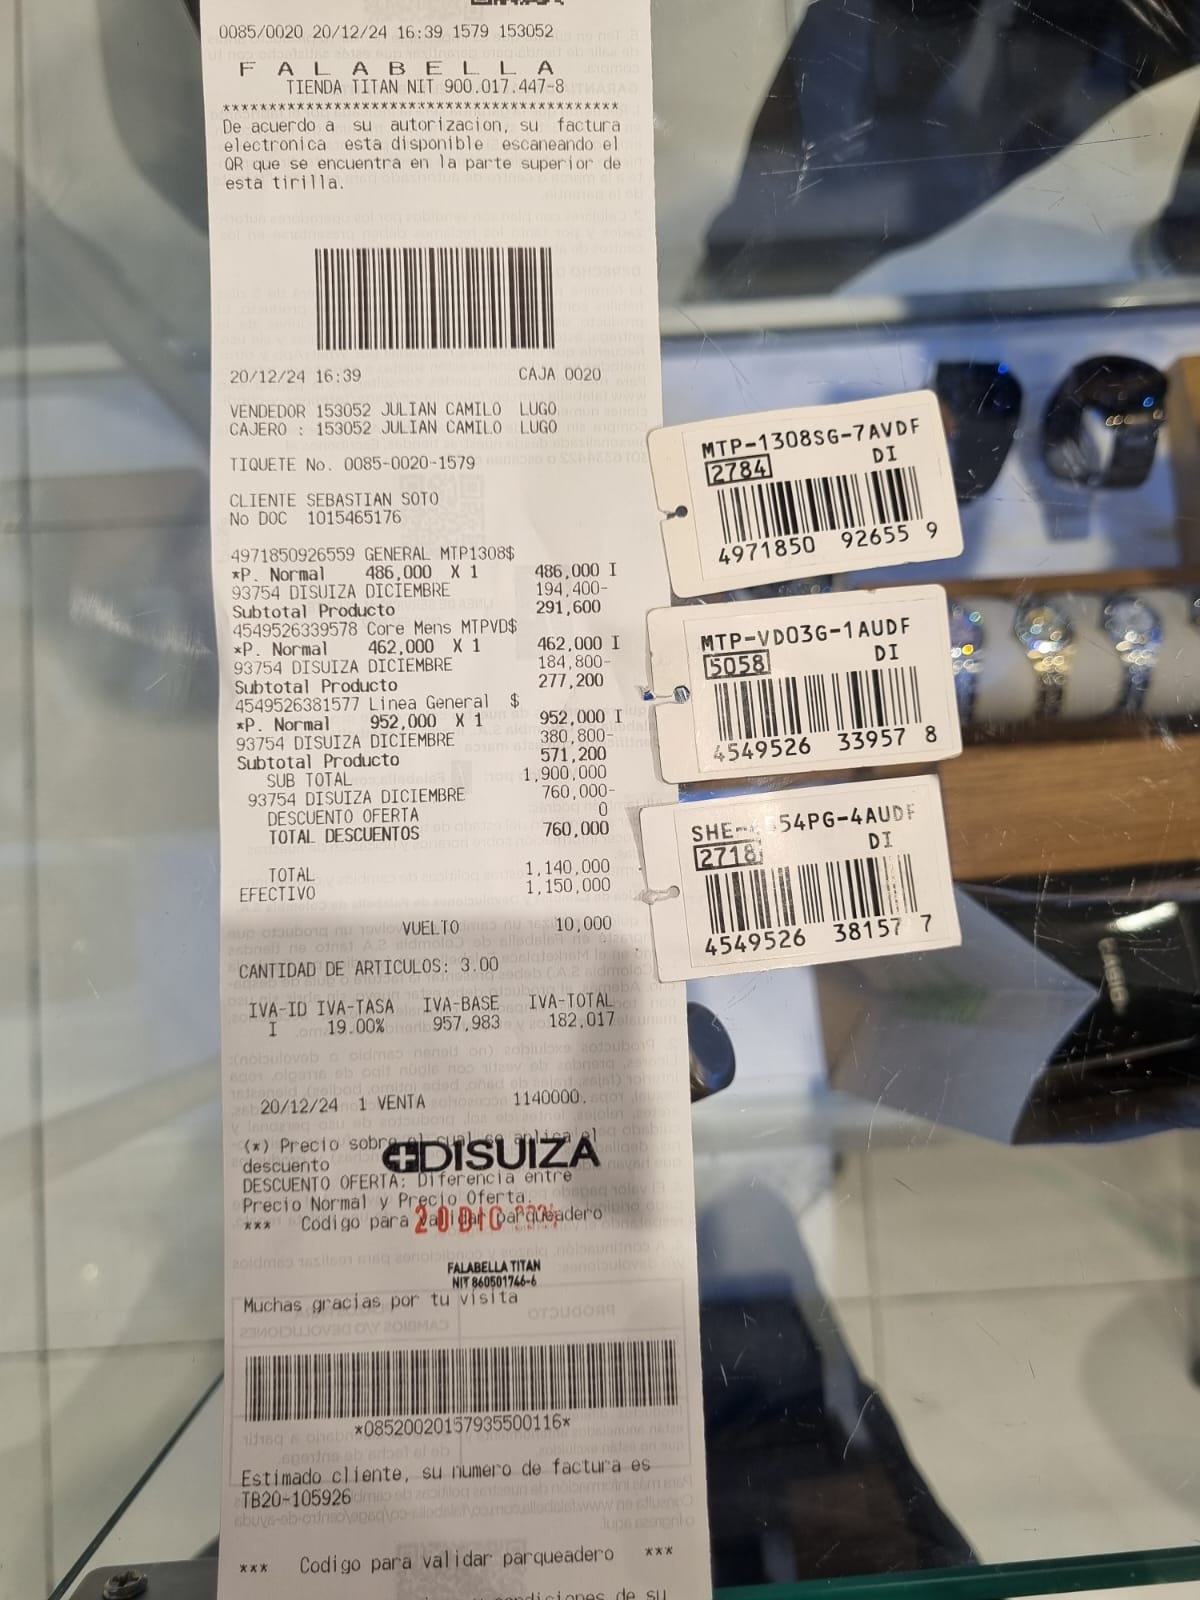 0085/0020 20/12/24 16:39 1579 153052
F A L A B E L L A
TIENDA TITAN NIT 900.017.447-8
*******************************************
De acuerdo a su autorizacion, su factura
electronica esta disponible escaneando el
QR que se encuentra en la parte superior de
esta tirilla.
20/12/24 16:39 CAJA 0020
VENDEDOR 153052 JULIAN CAMILO LUGO
CAJERO : 153052 JULIAN CAMILO LUGO
TIQUETE No. 0085-0020-1579
CLIENTE SEBASTIAN SOTO
No DOC 1015465176
4971850926559 GENERAL MTP1308$
*P. Normal 486,000 X 1 486,000 I
93754 DISUIZA DICIEMBRE 194,400-
Subtotal Producto 291,600
4549526339578 Core Mens MTPVD$
*P. Normal 462,000 X 1 462,000 I
93754 DISUIZA DICIEMBRE 184,800-
Subtotal Producto 277,200
4549526381577 Linea General $
*P. Normal 952,000 X 1 952,000 I
93754 DISUIZA DICIEMBRE 380,800-
Subtotal Producto 571,200
SUB TOTAL 1,900,000
93754 DISUIZA DICIEMBRE 760,000-
DESCUENTO OFERTA 0
TOTAL DESCUENTOS 760,000
TOTAL 1,140,000
EFECTIVO 1,150,000
VUELTO 10,000
CANTIDAD DE ARTICULOS: 3.00
IVA-ID IVA-TASA IVA-BASE IVA-TOTAL
I 19.00% 957,983 182,017
20/12/24 1 VENTA 1140000.
(*) Precio sobre el cual se aplica el
descuento
DISUIZA
DESCUENTO OFERTA: Diferencia entre
Precio Normal y Precio Oferta.
*** Codigo para validar parqueadero
20 DIC
FALABELLA TITAN
NIT 860501746-6
Muchas gracias por tu visita
*08520020157935500116*
Estimado cliente, su numero de factura es
TB20-105926
*** Codigo para validar parqueadero ***
condiciones de su
MTP-1308SG-7AVDF
2784 DI
4971850 92655 9
MTP-VD03G-1AUDF
5058 DI
4549526 33957 8
SHE- 554PG-4AUDF
2718 DI
4549526 38157 7
CASIO